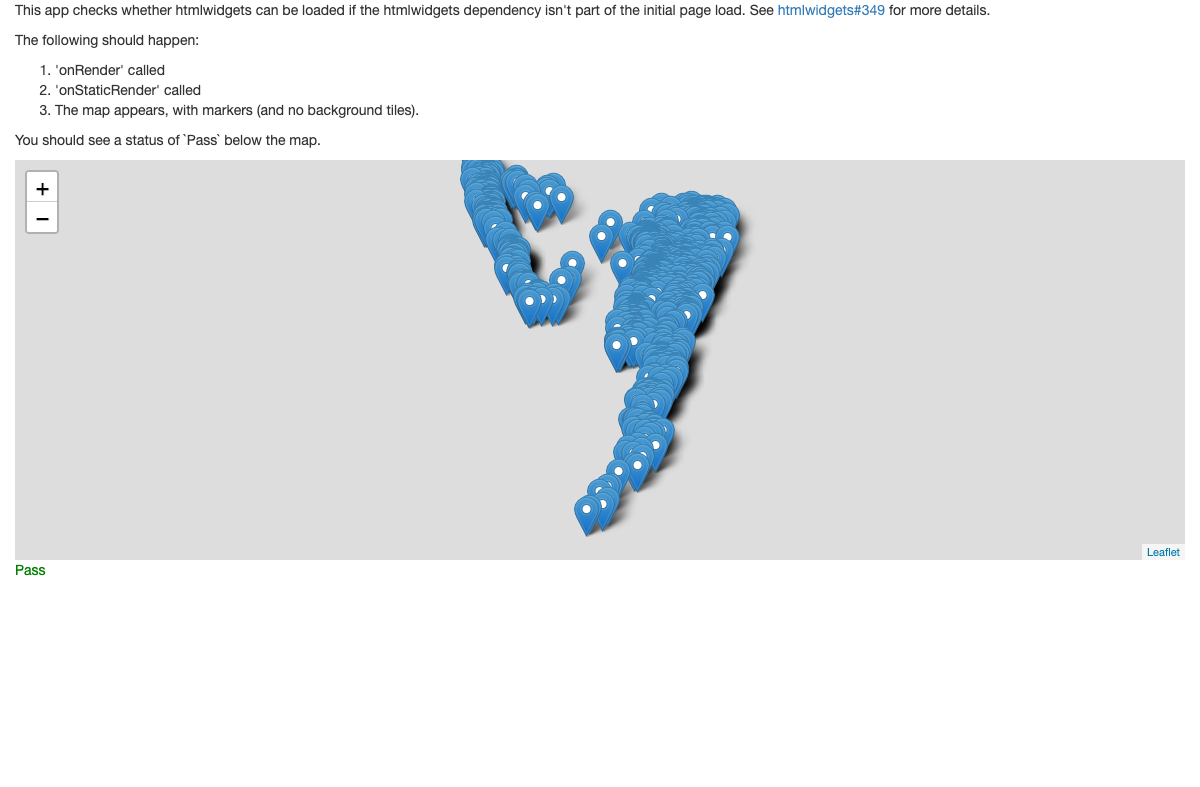 This app checks whether htmlwidgets can be loaded if the htmlwidgets dependency isn't part of the initial page load. See htmlwidgets#349 for more details.
The following should happen:
1. 'onRender' called
2. 'onStaticRender' called
3. The map appears, with markers (and no background tiles).
You should see a status of `Pass` below the map.
+
−
Leaflet
Pass